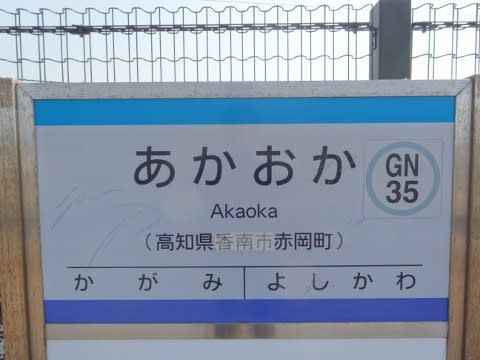 あかおか
GN
35
Akaoka
（高知県香南市赤岡町）
かがみ よしかわ